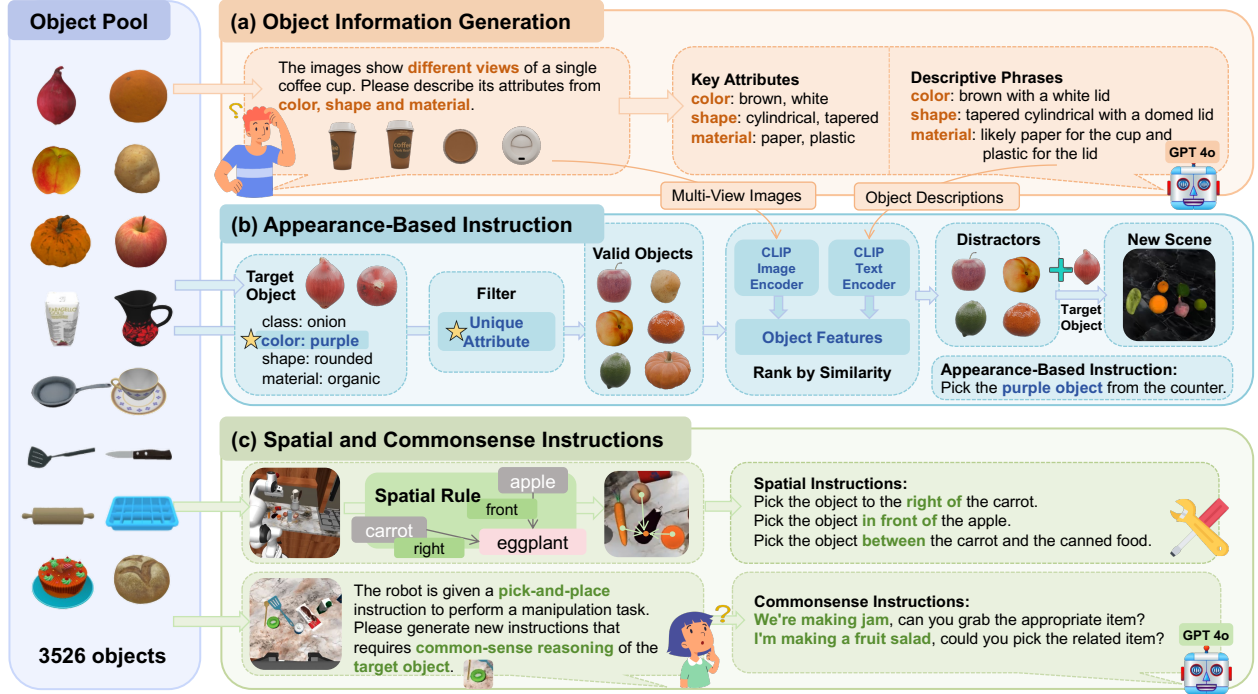 Object Pool
3526 objects
(a) Object Information Generation
The images show different views of a single
coffee cup. Please describe its attributes from
color, shape and material.
coffee
Key Attributes
color: brown, white
shape: cylindrical, tapered
material: paper, plastic
Descriptive Phrases
color: brown with a white lid
shape: tapered cylindrical with a domed lid
material: likely paper for the cup and
plastic for the lid
GPT 4o
Multi-View Images
Object Descriptions
(b) Appearance-Based Instruction
Target
Object
class: onion
color: purple
shape: rounded
material: organic
Filter
Unique
Attribute
Valid Objects
CLIP
Image
Encoder
CLIP
Text
Encoder
Object Features
Rank by Similarity
Distractors
Target
Object
New Scene
Appearance-Based Instruction:
Pick the purple object from the counter.
(c) Spatial and Commonsense Instructions
Spatial Rule
apple
front
carrot
right
eggplant
Spatial Instructions:
Pick the object to the right of the carrot.
Pick the object in front of the apple.
Pick the object between the carrot and the canned food.
The robot is given a pick-and-place
instruction to perform a manipulation task.
Please generate new instructions that
requires common-sense reasoning of the
target object.
?
Commonsense Instructions:
We're making jam, can you grab the appropriate item?
I'm making a fruit salad, could you pick the related item?
GPT 4o